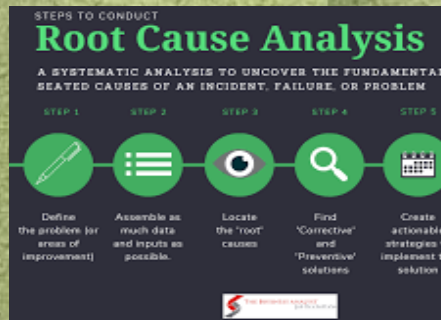 STEPS TO CONDUCT
Root Cause Analysis
A SYSTEMATIC ANALYSIS TO UNCOVER THE FUNDAMENTAL
SEATED CAUSES OF AN INCIDENT, FAILURE, OR PROBLEM
STEP 1 STEP 2 STEP 3 STEP 4 STEP 5
Define
the problem (or
areas of
improvement)
Assemble as
much data
and inputs as
possible.
Locate
the "root"
causes
Find
'Corrective'
and
'Preventive'
solutions
Create
actionable
strategies
implement
solution
THE BUSINESS ANALYST